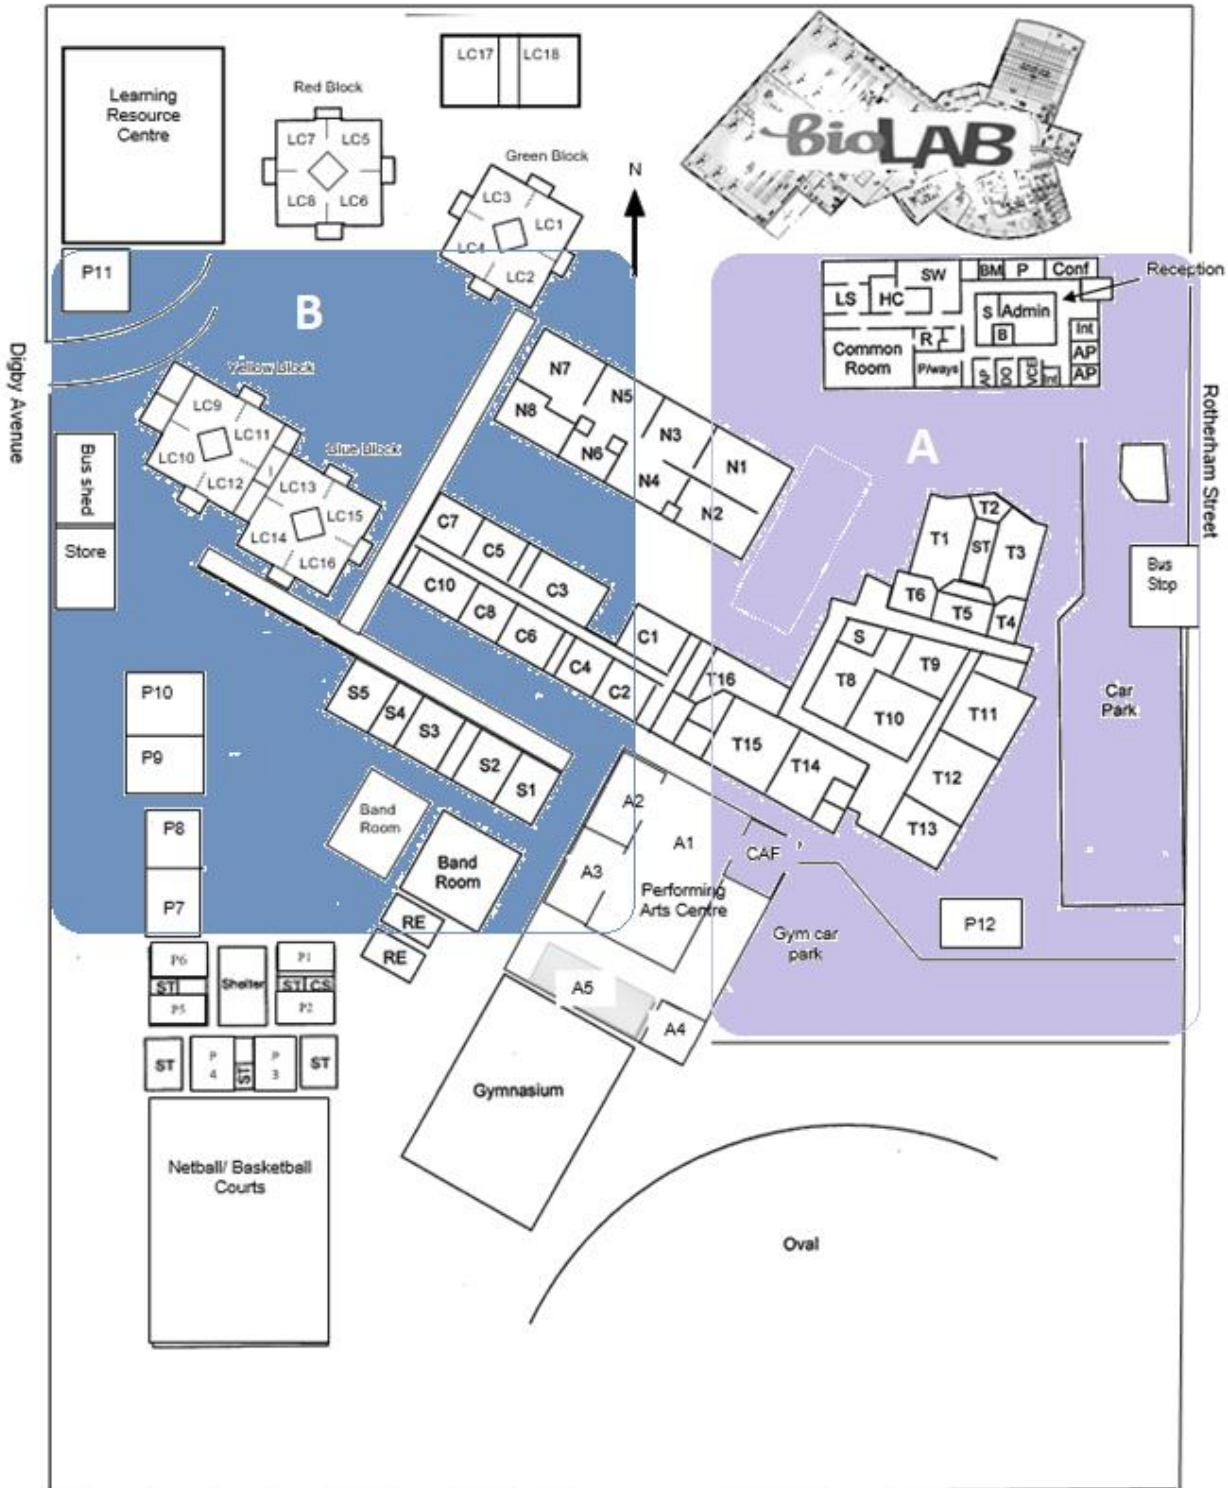 LC17
LC18
Red Block
Learning
Resource
Centre
LC7
LC5
LC8
LC6
Green Block
LC3
LC1
LC4
LC2
N
BioLAB
P11
B
SW
BM
P
Conf
Reception
LS
HC
S
Admin
B
R
Int
Common
Room
P/ways
AP
DO
VCE
Int
AP
AP
Digby Avenue
Rotherham Street
Yellow Block
LC9
LC11
LC10
LC12
I
Blue Block
LC13
LC15
LC14
LC16
Bus shed
Store
N7
N5
N8
N6
N3
N4
N1
N2
A
C7
C5
C3
C10
C8
C6
C4
C2
C1
T1
T2
ST
T3
T6
T5
T4
Bus
Stop
S
T9
T8
T10
T11
T12
T13
T16
T15
T14
Car
Park
S5
S4
S3
S2
S1
P10
P9
P8
P7
Band
Room
Band
Room
RE
RE
A2
A1
A3
CAF
Performing
Arts Centre
Gym car
park
P12
A5
A4
P6
ST
P5
Shelter
P1
ST
CS
P2
ST
P
4
ST
P
3
ST
Gymnasium
Netball/ Basketball
Courts
Oval